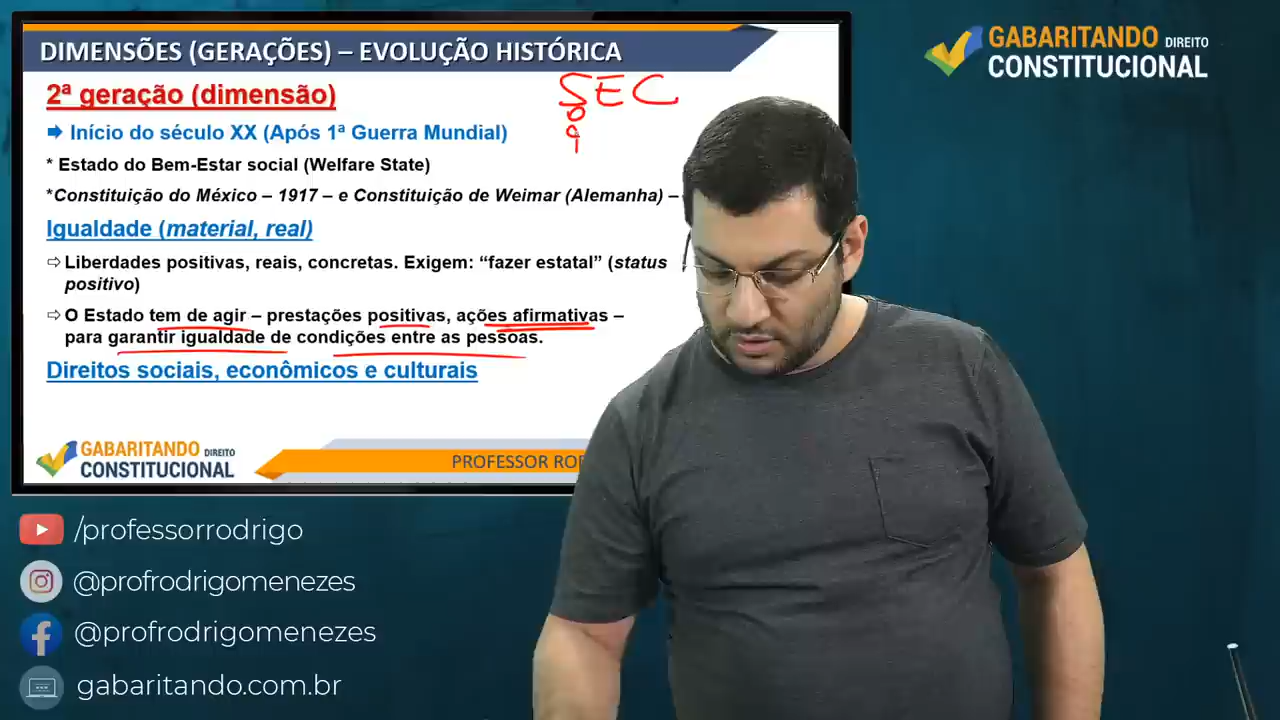 DIMENSÕES (GERAÇÕES) – EVOLUÇÃO HISTÓRICA
2ª geração (dimensão)
SEC
o
c
i
Início do século XX (Após 1ª Guerra Mundial)
* Estado do Bem-Estar social (Welfare State)
*Constituição do México – 1917 – e Constituição de Weimar (Alemanha) –
Igualdade (material, real)
Liberdades positivas, reais, concretas. Exigem: “fazer estatal” (status
positivo)
O Estado tem de agir – prestações positivas, ações afirmativas –
para garantir igualdade de condições entre as pessoas.
Direitos sociais, econômicos e culturais
GABARITANDO DIREITO
CONSTITUCIONAL
PROFESSOR
GABARITANDO DIREITO
CONSTITUCIONAL
/professorrodrigo
@profrodrigomenezes
@profrodrigomenezes
gabaritando.com.br